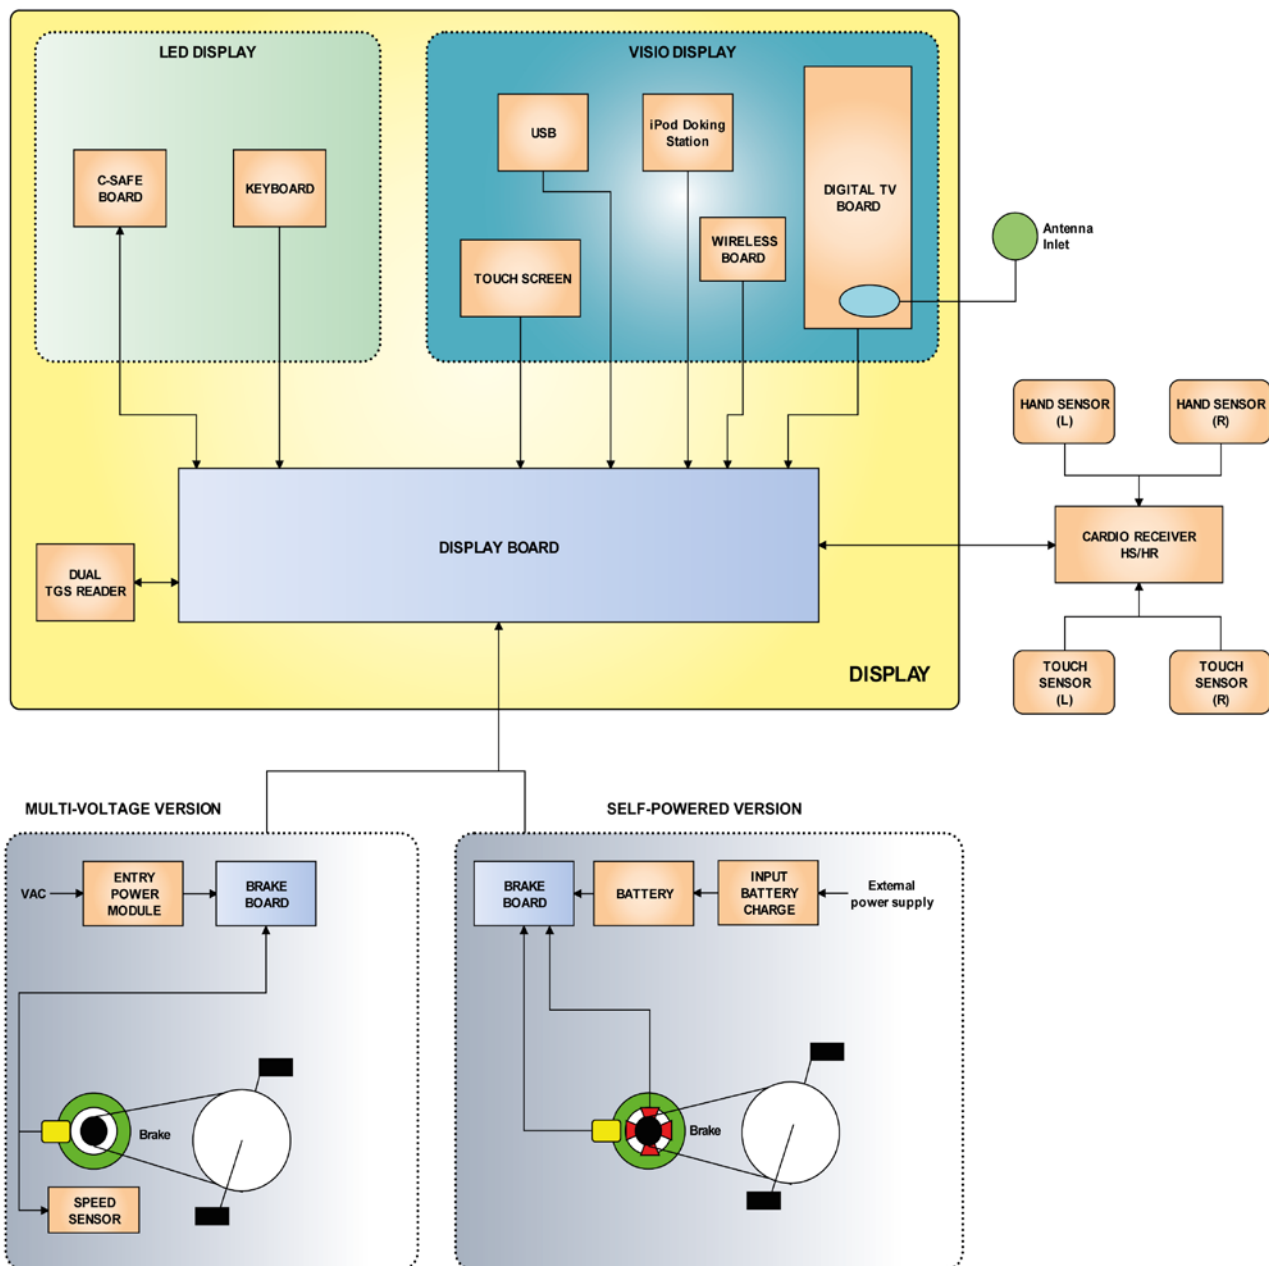 LED DISPLAY
VISIO DISPLAY
C-SAFE
BOARD
KEYBOARD
USB
iPod Doking
Station
DIGITAL TV
BOARD
TOUCH SCREEN
WIRELESS
BOARD
Antenna
Inlet
HAND SENSOR
(L)
HAND SENSOR
(R)
DISPLAY BOARD
CARDIO RECEIVER
HS/HR
DUAL
TGS READER
TOUCH
SENSOR
(L)
TOUCH
SENSOR
(R)
DISPLAY
MULTI-VOLTAGE VERSION
SELF-POWERED VERSION
VAC
ENTRY
POWER
MODULE
BRAKE
BOARD
BRAKE
BOARD
BATTERY
INPUT
BATTERY
CHARGE
External
power supply
Brake
Brake
SPEED
SENSOR